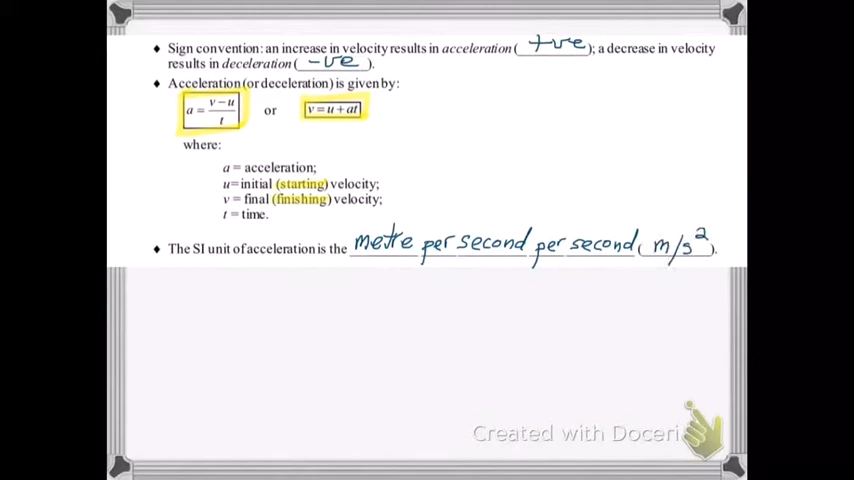 ♦ Sign convention: an increase in velocity results in acceleration (+ve); a decrease in velocity
results in deceleration (-ve).
♦ Acceleration (or deceleration) is given by:
a = (v - u)/t or v = u + at
where:
a = acceleration;
u=initial (starting) velocity;
v = final (finishing) velocity;
t = time.
♦ The SI unit of acceleration is the metre per second per second (m/s²).
Created with Doceri